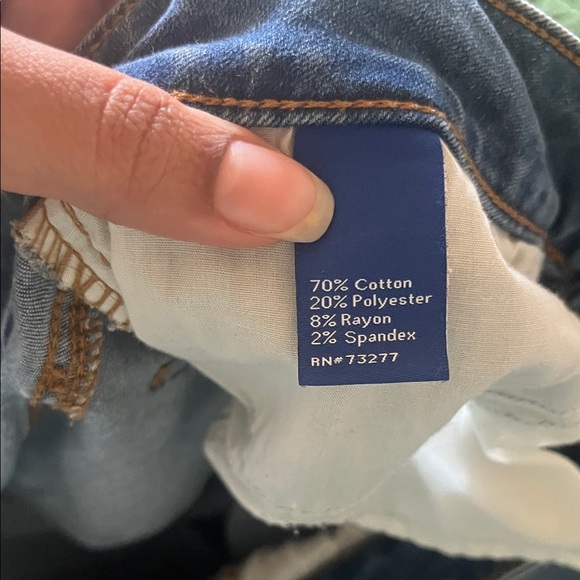 70% Cotton
20% Polyester
8% Rayon
2% Spandex
RN# 73277